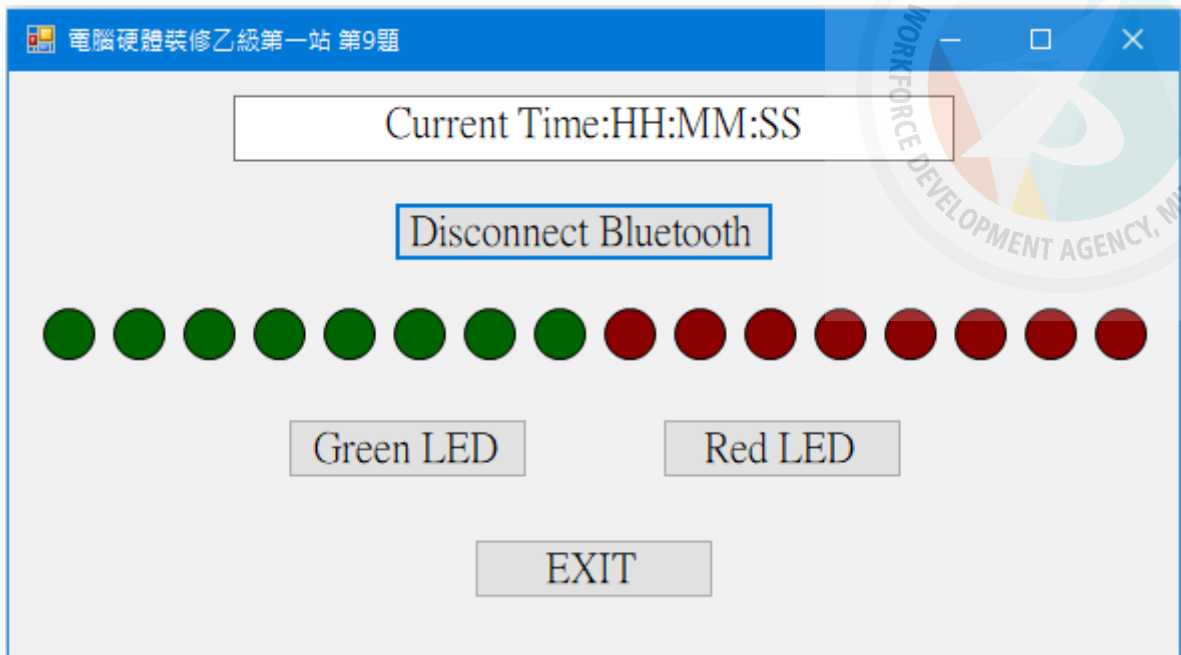 電腦硬體裝修乙級第一站 第9題
WORKFORCE DEVELOPMENT AGENCY,
Current Time:HH:MM:SS
Disconnect Bluetooth
Green LED
Red LED
EXIT